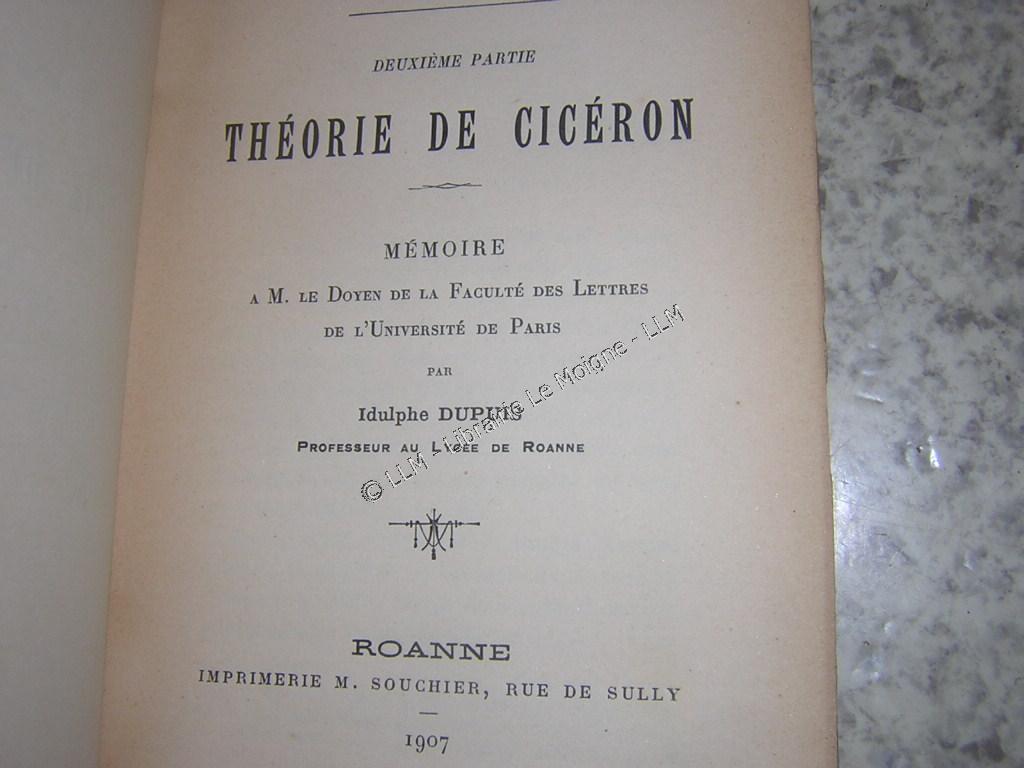 DEUXIÈME PARTIE
THÉORIE DE CICÉRON
MÉMOIRE
A M. LE DOYEN DE LA FACULTÉ DES LETTRES
DE L'UNIVERSITÉ DE PARIS
PAR
Idulphe DUPUIS
PROFESSEUR AU LYCÉE DE ROANNE
© LLM - Librairie Le Moigne - LLM
ROANNE
IMPRIMERIE M. SOUCHIER, RUE DE SULLY
1907